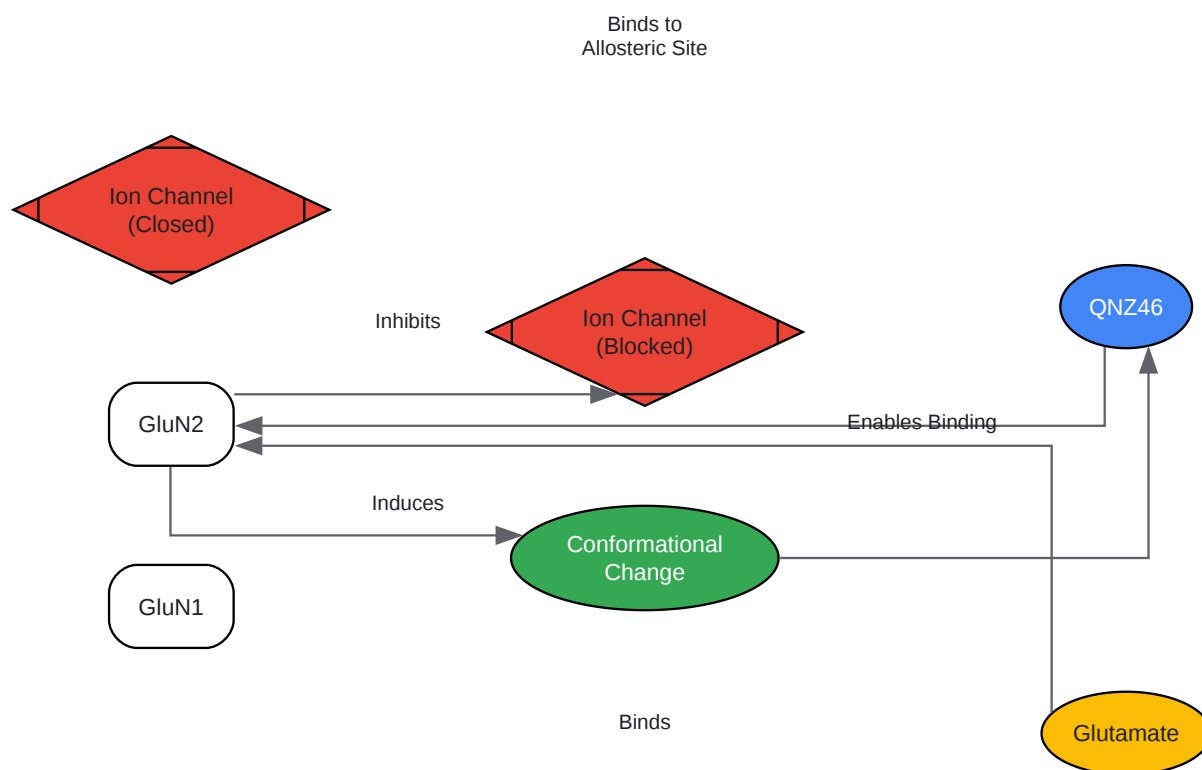 Binds to
Allosteric Site
Ion Channel
(Closed)
Inhibits
Ion Channel
(Blocked)
QNZ46
GluN2
Enables Binding
Induces
Conformational
Change
GluN1
Binds
Glutamate